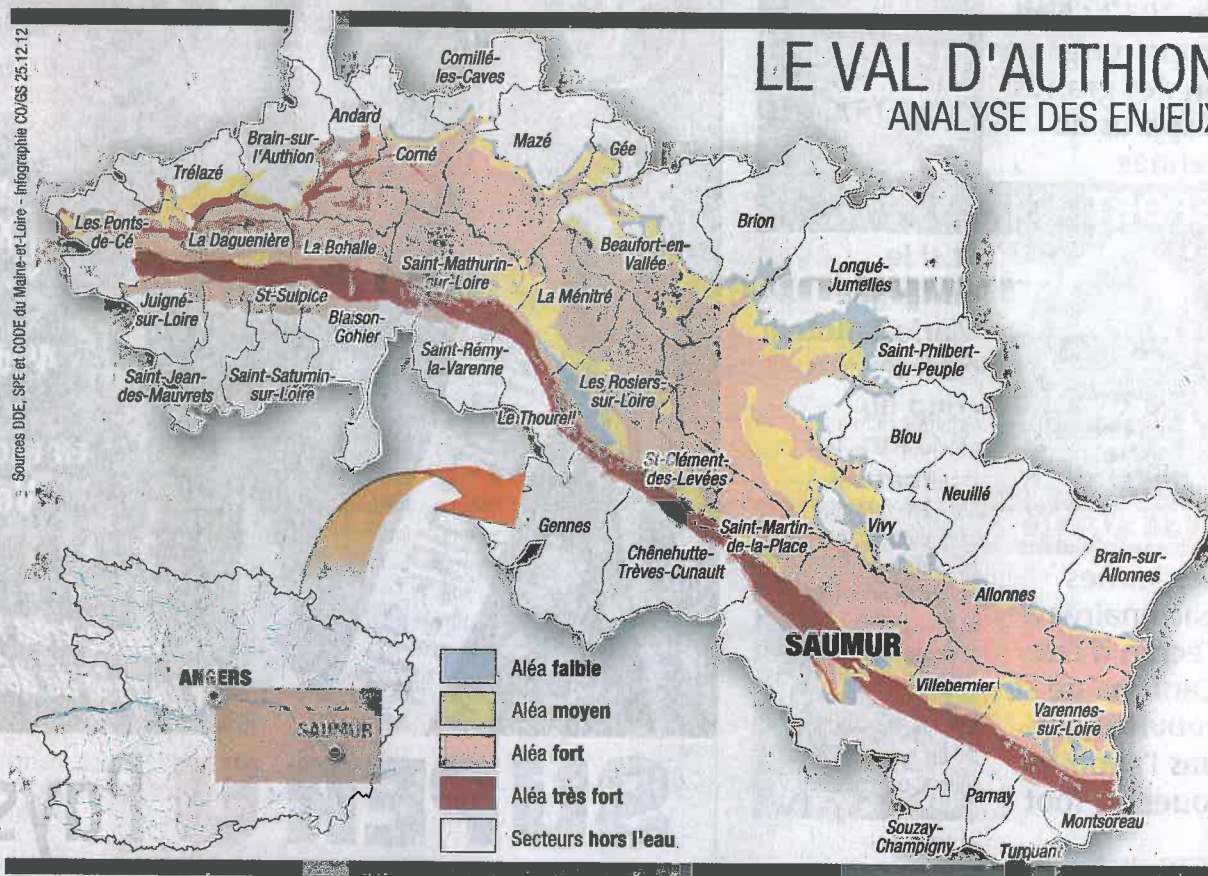 LE VAL D'AUTHION
ANALYSE DES ENJEUX
Sources DDE, SPE et CODE du Maine-et-Loire - Infographie CO/GS 25.12.12
Cornillé-
les-Caves
Andard
Brain-sur-
l'Authion
Corné
Mazé
Gée
Trélazé
Les Ponts-
de-Cé
La Daguenière
La Bohalle
Saint-Mathurin-
sur-Loire
Beaufort-en-
Vallée
Brion
Longué-
Jumelles
La Ménitré
Juigné-
sur-Loire
St-Sulpice
Blaison-
Gohier
Saint-Rémy-
la-Varenne
Saint-Philbert-
du-Peuple
Saint-Jean-
des-Mauvrets
Saint-Saturnin-
sur-Loire
Les Rosiers-
sur-Loire
Le Thoureil
Blou
St-Clément-
des-Levées
Neuillé
Gennes
Chênehutte-
Trèves-Cunault
Saint-Martin-
de-la-Place
Vivy
Brain-sur-
Allonnes
Allonnes
SAUMUR
Villebernier
Varennes-
sur-Loire
Parnay
Montsoreau
Souzay-
Champigny
Turquant
ANGERS
SAUMUR
Aléa faible
Aléa moyen
Aléa fort
Aléa très fort
Secteurs hors l'eau